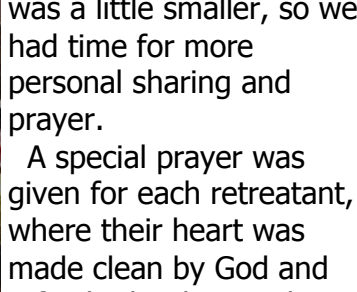 was a little smaller, so we
had time for more
personal sharing and
prayer.
A special prayer was
given for each retreatant,
where their heart was
made clean by God and